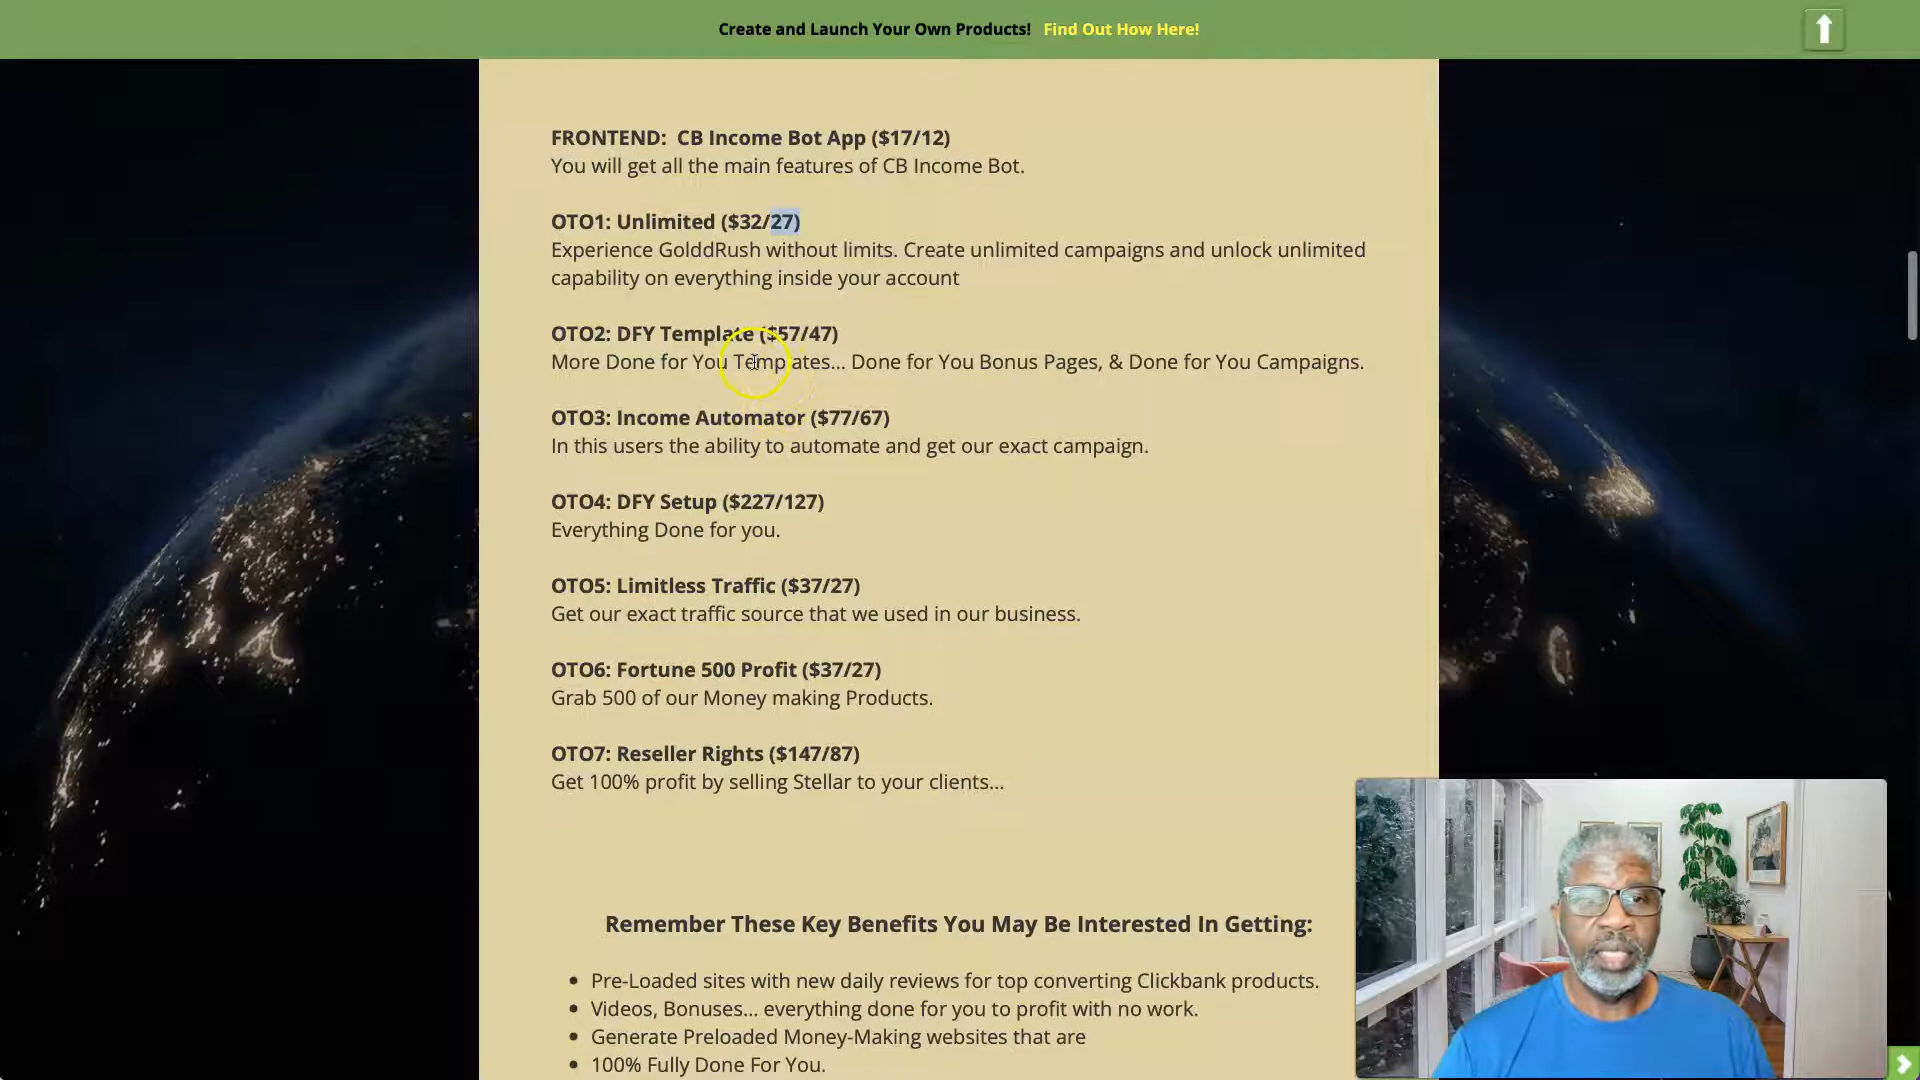 Create and Launch Your Own Products! Find Out How Here!
FRONTEND: CB Income Bot App ($17/12)
You will get all the main features of CB Income Bot.
OTO1: Unlimited ($32/27)
Experience GolddRush without limits. Create unlimited campaigns and unlock unlimited
capability on everything inside your account
OTO2: DFY Template ($57/47)
More Done for You Templates... Done for You Bonus Pages, & Done for You Campaigns.
OTO3: Income Automator ($77/67)
In this users the ability to automate and get our exact campaign.
OTO4: DFY Setup ($227/127)
Everything Done for you.
OTO5: Limitless Traffic ($37/27)
Get our exact traffic source that we used in our business.
OTO6: Fortune 500 Profit ($37/27)
Grab 500 of our Money making Products.
OTO7: Reseller Rights ($147/87)
Get 100% profit by selling Stellar to your clients...
Remember These Key Benefits You May Be Interested In Getting:
• Pre-Loaded sites with new daily reviews for top converting Clickbank products.
• Videos, Bonuses... everything done for you to profit with no work.
• Generate Preloaded Money-Making websites that are
• 100% Fully Done For You.